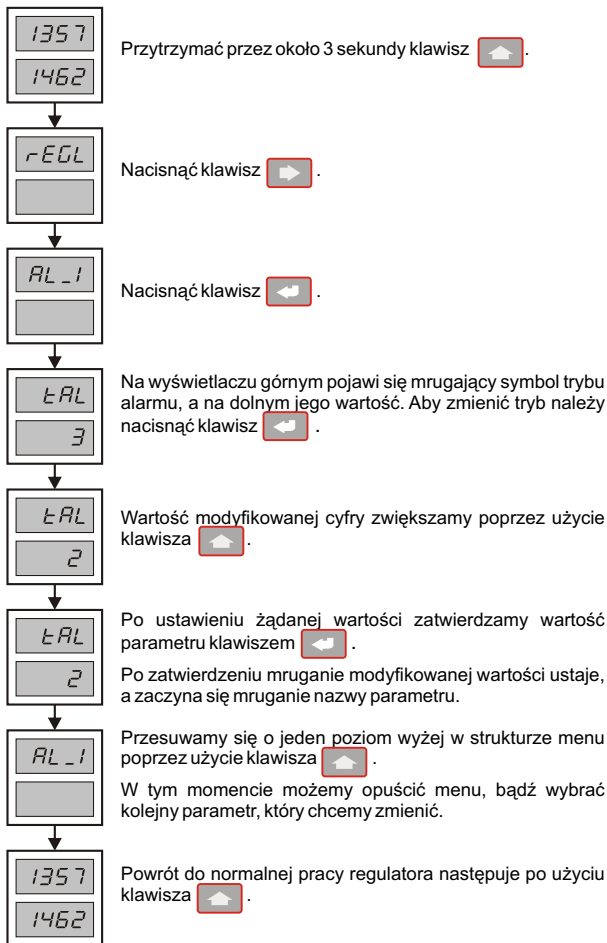 1357
1462
Przytrzymać przez około 3 sekundy klawisz .
rEGL
Nacisnąć klawisz .
AL_1
Nacisnąć klawisz .
tAL
3
Na wyświetlaczu górnym pojawi się mrugający symbol trybu
alarmu, a na dolnym jego wartość. Aby zmienić tryb należy
nacisnąć klawisz .
tAL
2
Wartość modyfikowanej cyfry zwiększamy poprzez użycie
klawisza .
tAL
2
Po ustawieniu żądanej wartości zatwierdzamy wartość
parametru klawiszem .
Po zatwierdzeniu mruganie modyfikowanej wartości ustaje,
a zaczyna się mruganie nazwy parametru.
AL_1
Przesuwamy się o jeden poziom wyżej w strukturze menu
poprzez użycie klawisza .
W tym momencie możemy opuścić menu, bądź wybrać
kolejny parametr, który chcemy zmienić.
1357
1462
Powrót do normalnej pracy regulatora następuje po użyciu
klawisza .